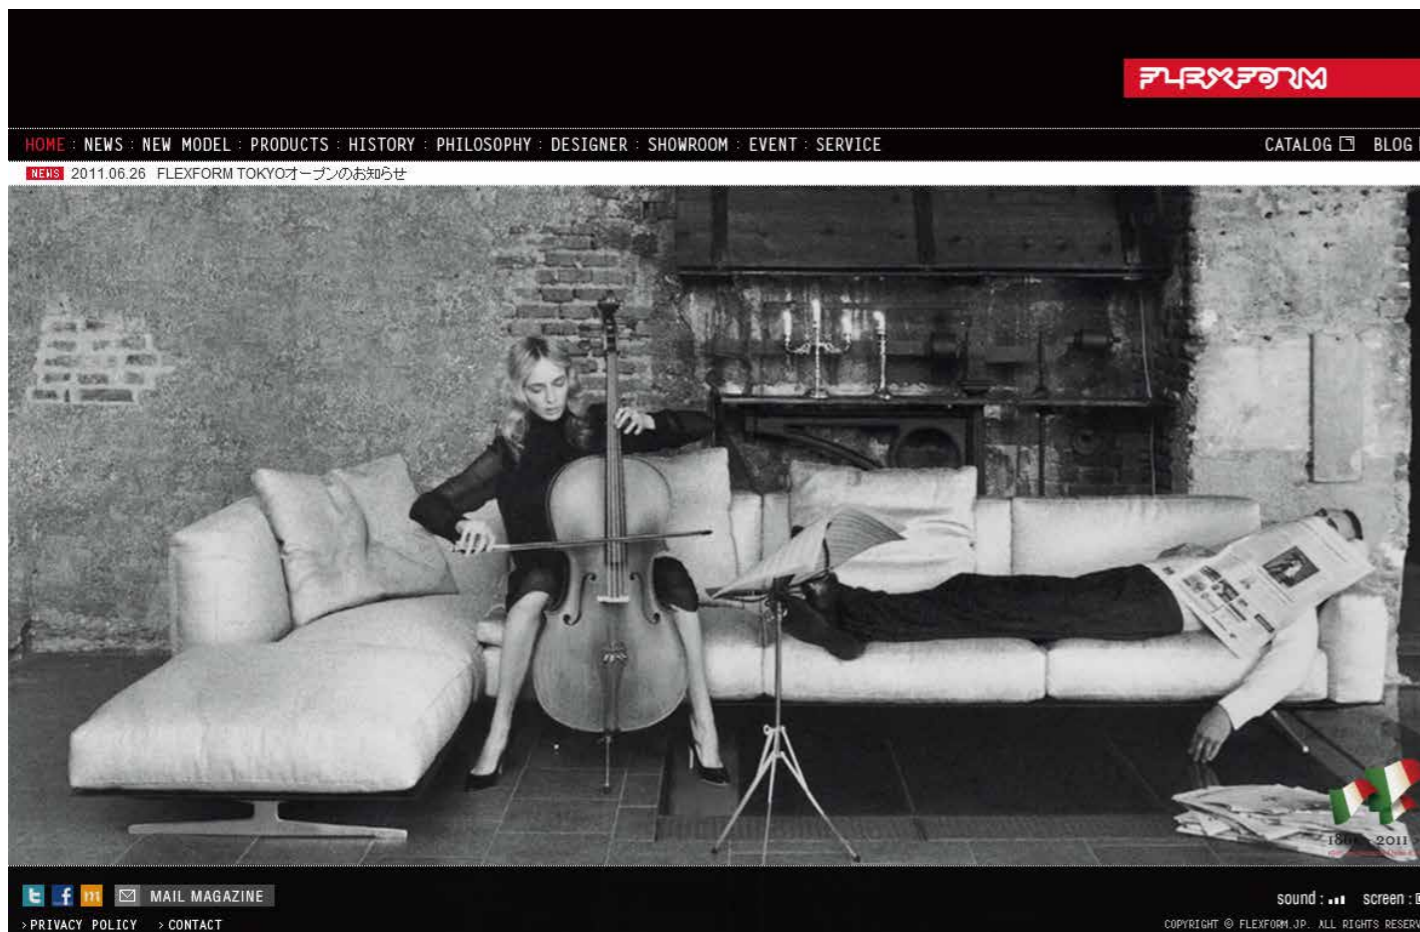 FLEXFORM
HOME : NEWS : NEW MODEL : PRODUCTS : HISTORY : PHILOSOPHY : DESIGNER : SHOWROOM : EVENT : SERVICE
CATALOG BLOG
NEWS 2011.06.26 FLEXFORM TOKYOオープンのお知らせ
1861 - 2011
t f m MAIL MAGAZINE
sound : screen :
>PRIVACY POLICY >CONTACT
COPYRIGHT © FLEXFORM.JP. ALL RIGHTS RESERV